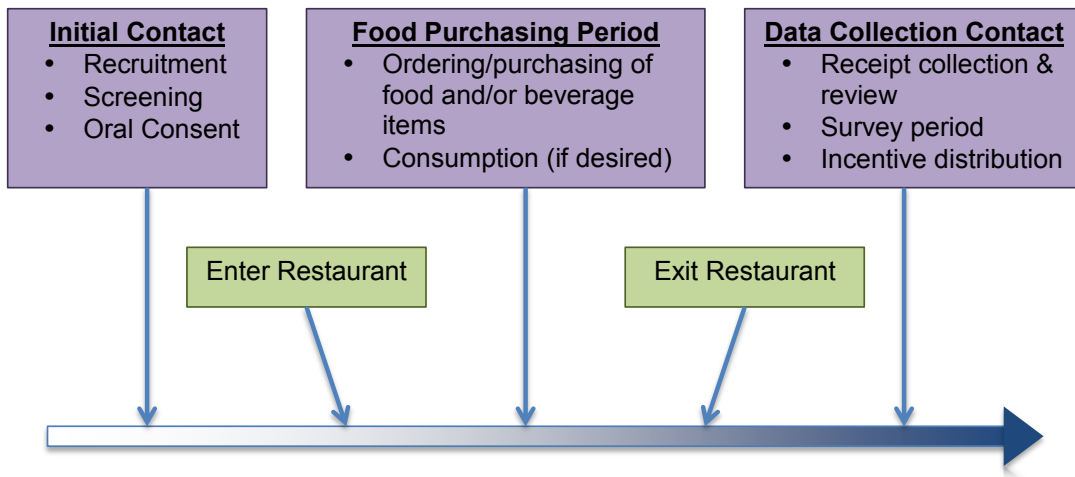 Initial Contact
• Recruitment
• Screening
• Oral Consent
Food Purchasing Period
• Ordering/purchasing of
food and/or beverage
items
• Consumption (if desired)
Data Collection Contact
• Receipt collection &
review
• Survey period
• Incentive distribution
Enter Restaurant
Exit Restaurant